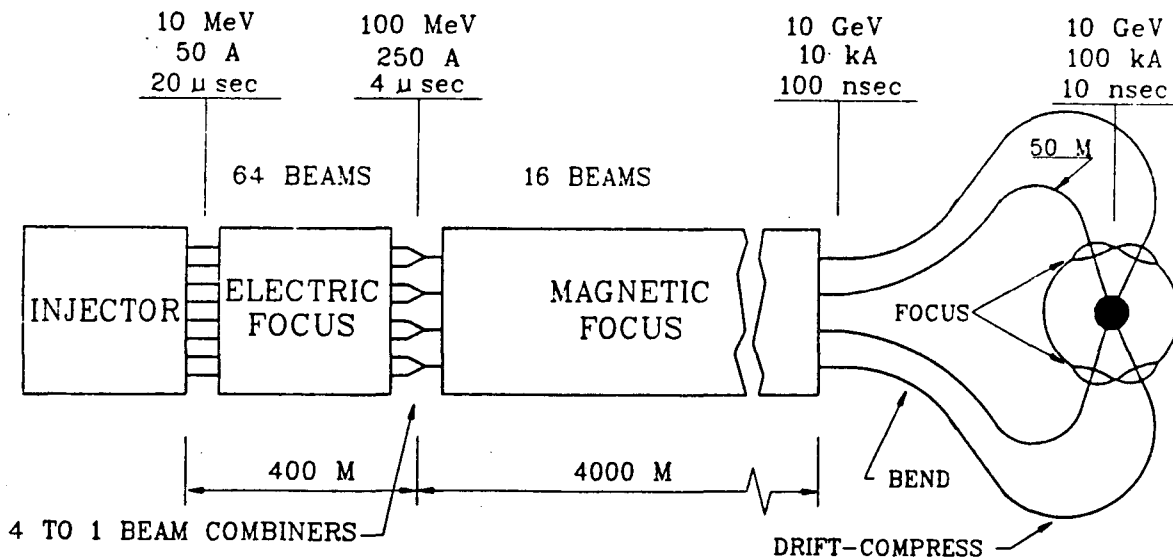 10 MeV
50 A
20 μ sec
100 MeV
250 A
4 μ sec
10 GeV
10 kA
100 nsec
10 GeV
100 kA
10 nsec
64 BEAMS
16 BEAMS
50 M
INJECTOR
ELECTRIC
FOCUS
MAGNETIC
FOCUS
FOCUS
400 M
4000 M
BEND
4 TO 1 BEAM COMBINERS
DRIFT-COMPRESS